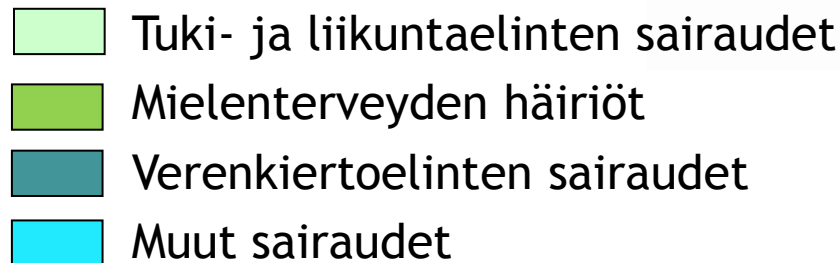 Tuki- ja liikuntaelinten sairaudet
Mielenterveyden häiriöt
Verenkiertoelinten sairaudet
Muut sairaudet